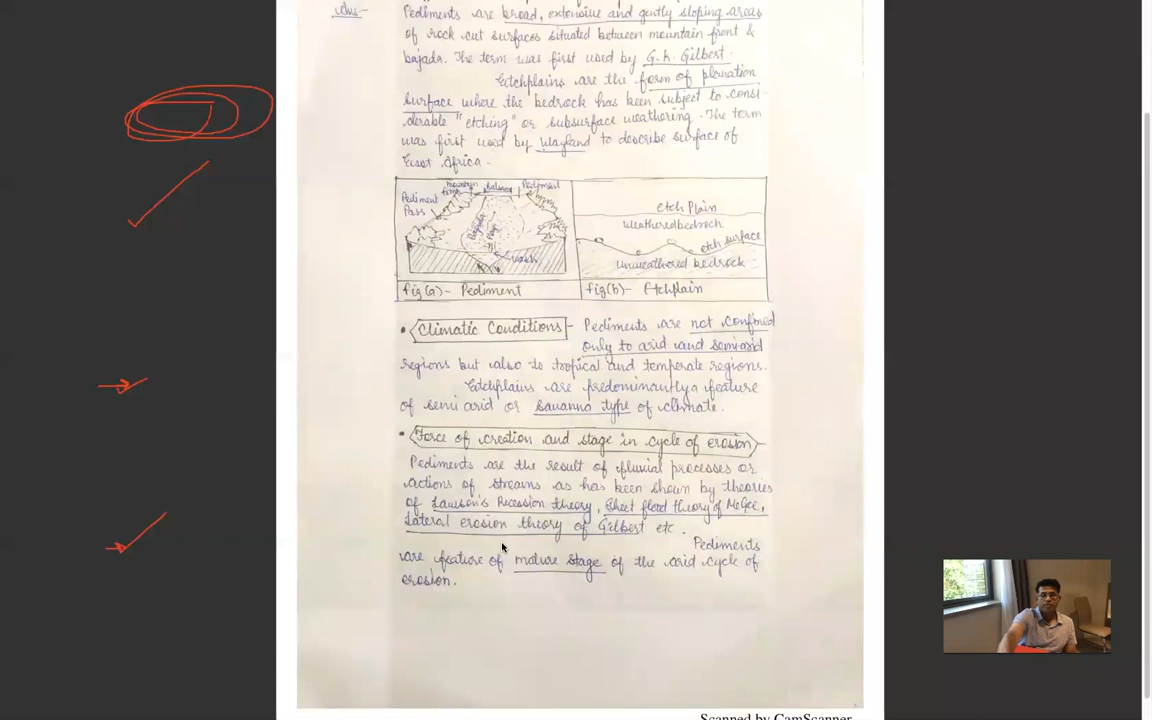 Ans-
Pediments are broad, extensive and gently sloping areas
of rock cut surfaces situated between mountain front &
bajada. The term was first used by G.K. Gilbert.
Etchplains are the form of planation
surface where the bedrock has been subject to consi-
derable "etching" or subsurface weathering. The term
was first used by Wayland to describe surface of
East Africa.
Mountain front Bahada Pediment
Pediment
Pass
Bajada
Playa
Wash
fig(a)- Pediment
Etch Plain
Weathered bedrock
etch surface
Unweathered bedrock
fig(b)- Etchplain
• Climatic Conditions - Pediments are not confined
only to arid and semiarid
regions but also to tropical and temperate regions.
Etchplains are predominantly a feature
of semi arid or savanna type of climate.
• Force of creation and stage in cycle of erosion -
Pediments are the result of fluvial processes or
actions of streams as has been shown by theories
of Lawson's Recession theory, Sheet flood theory of McGee,
Lateral erosion theory of Gilbert etc.
Pediments
are feature of mature stage of the arid cycle of
erosion.
Scanned by CamScanner